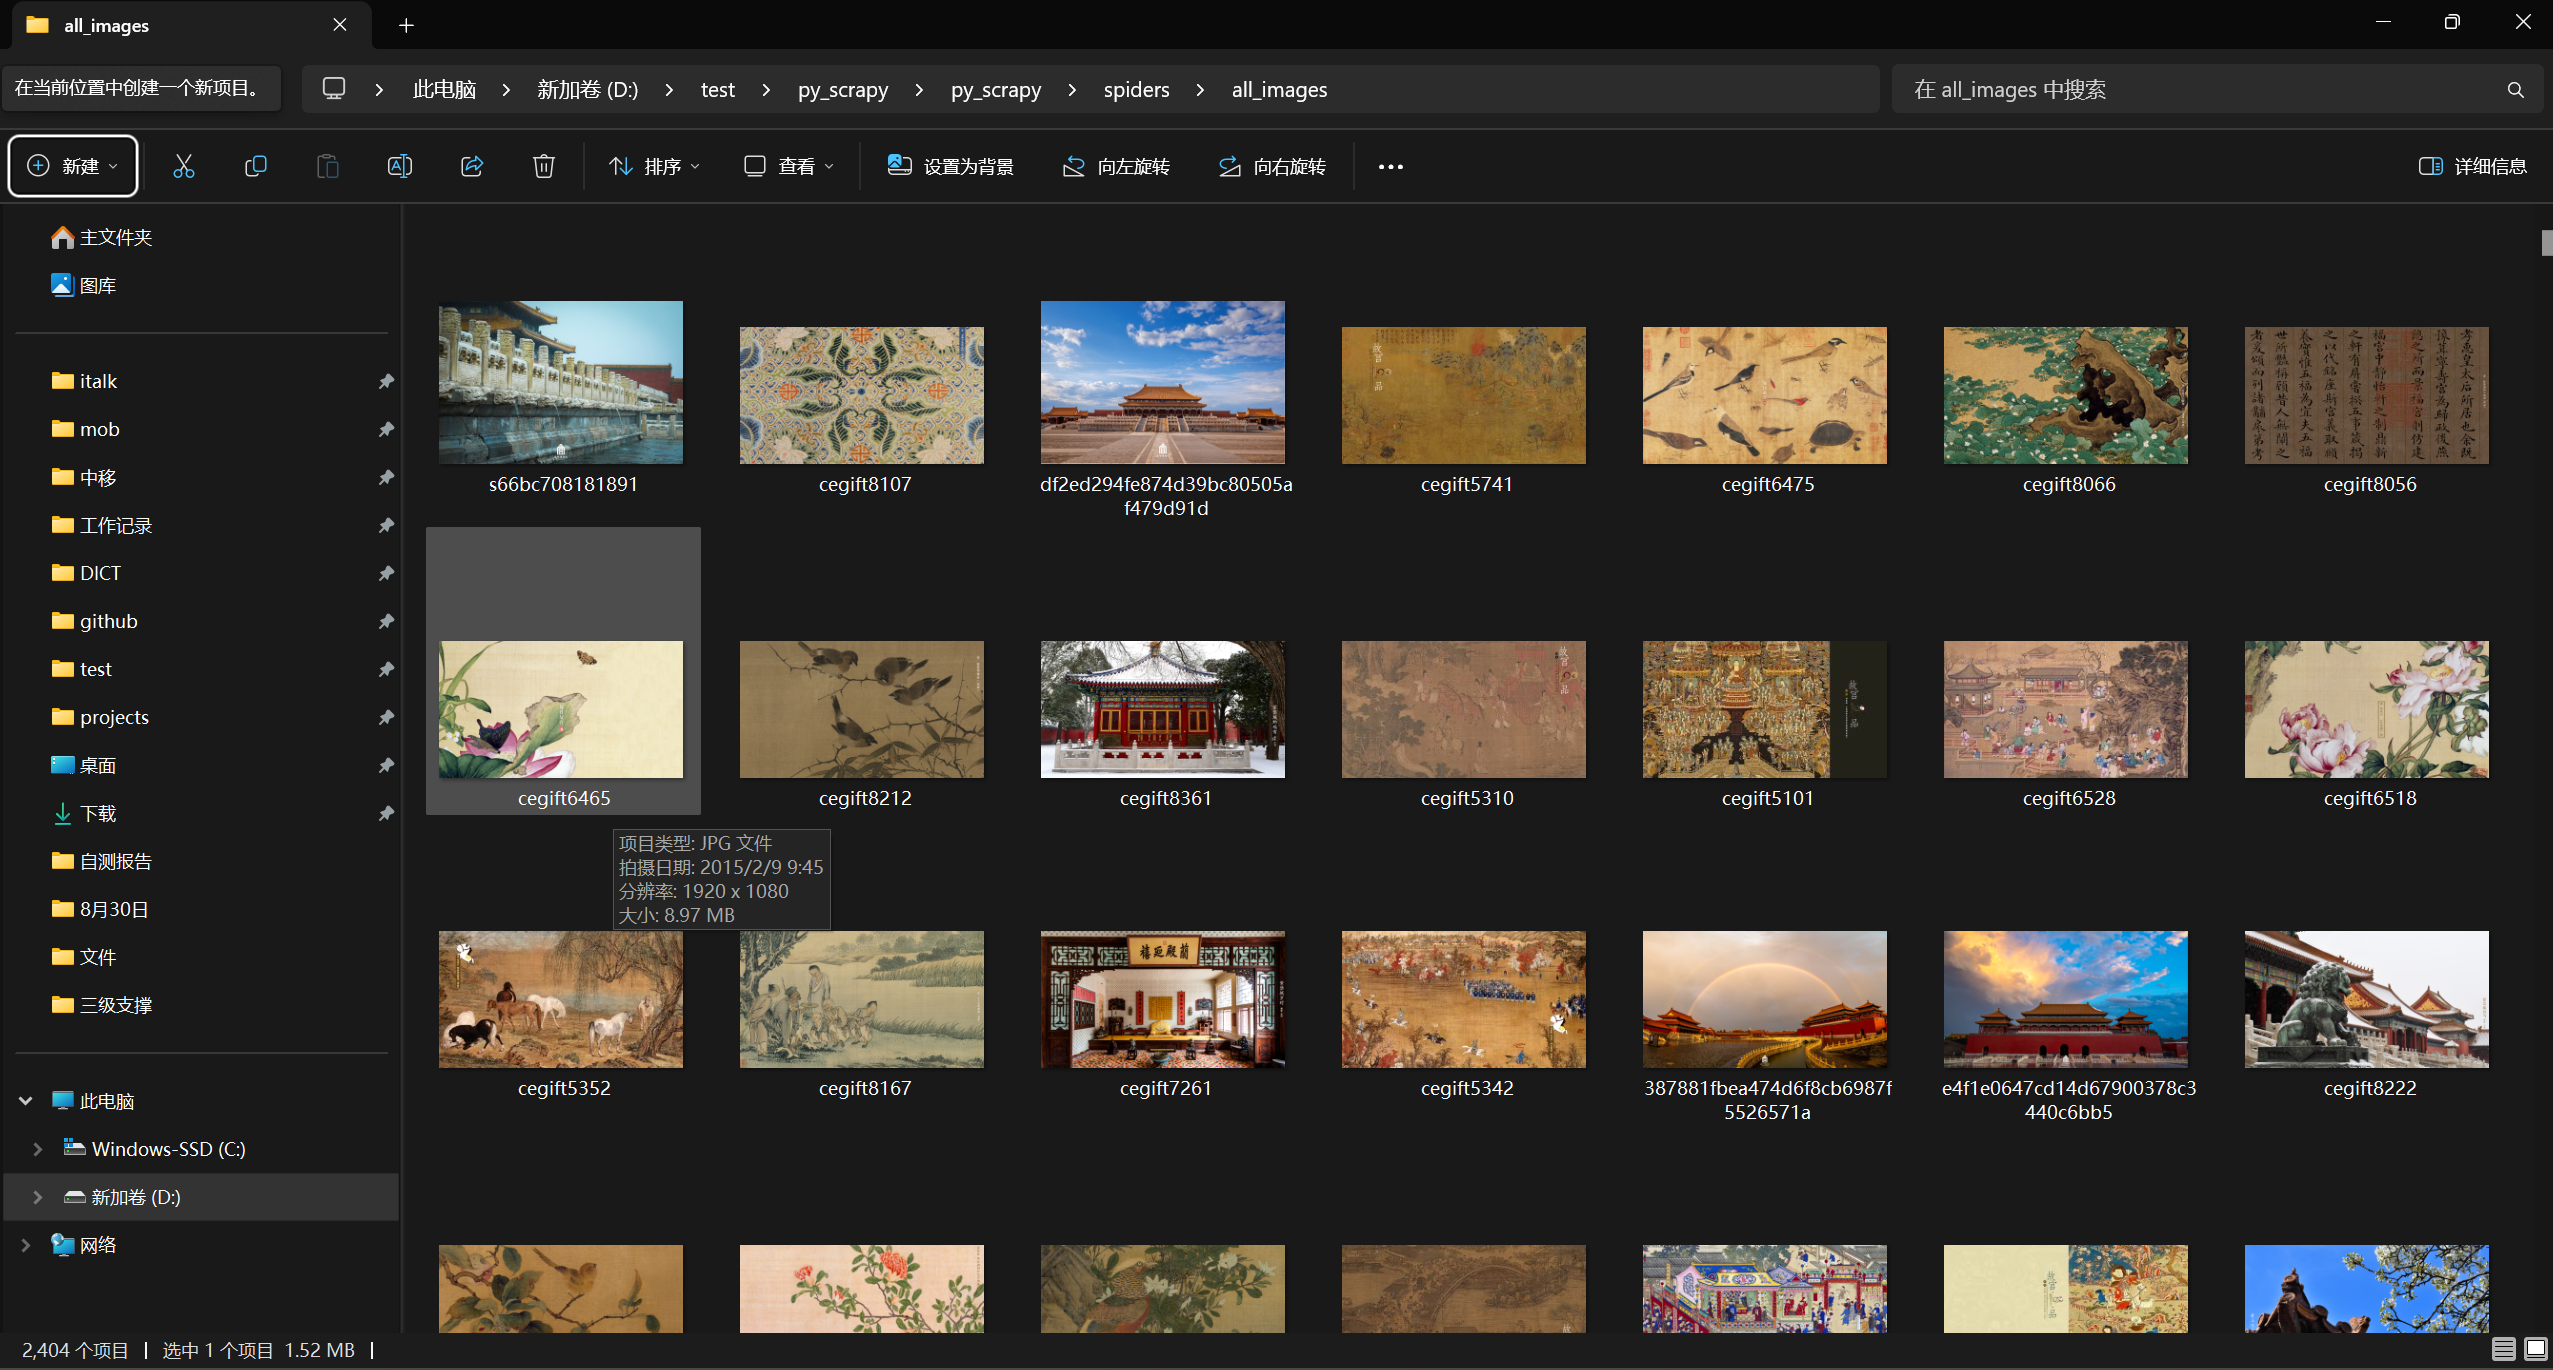 all_images
在当前位置中创建一个新项目。
此电脑 新加卷 (D:) test py_scrapy py_scrapy spiders all_images
在 all_images 中搜索
新建 排序 查看 设置为背景 向左旋转 向右旋转 详细信息
主文件夹
图库
italk
mob
中移
工作记录
DICT
github
test
projects
桌面
下载
自测报告
8月30日
文件
三级支撑
此电脑
Windows-SSD (C:)
新加卷 (D:)
网络
s66bc708181891
cegift8107
df2ed294fe874d39bc80505a
f479d91d
cegift5741
cegift6475
cegift8066
cegift8056
cegift6465
cegift8212
cegift8361
cegift5310
cegift5101
cegift6528
cegift6518
项目类型: JPG 文件
拍摄日期: 2015/2/9 9:45
分辨率: 1920 x 1080
大小: 8.97 MB
cegift5352
cegift8167
cegift7261
cegift5342
387881fbea474d6f8cb6987f
5526571a
e4f1e0647cd14d67900378c3
440c6bb5
cegift8222
2,404 个项目 选中 1 个项目 1.52 MB